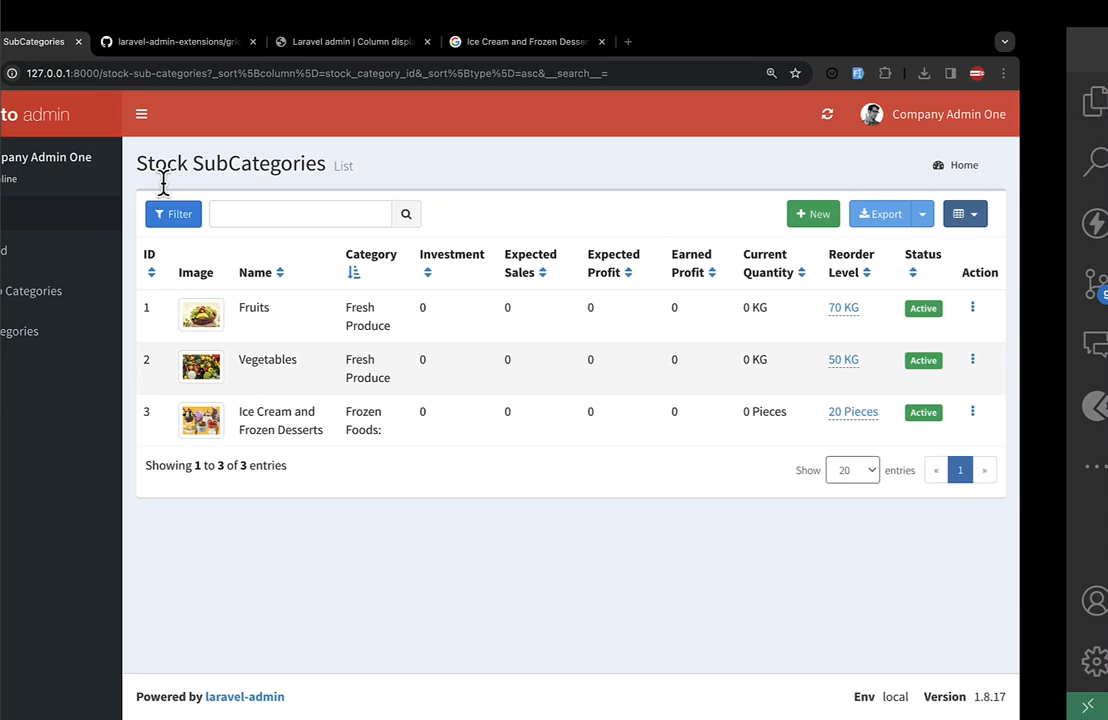 SubCategories
laravel-admin-extensions/gri
Laravel admin | Column displ
Ice Cream and Frozen Desser
127.0.0.1:8000/stock-sub-categories?_sort%5Bcolumn%5D=stock_category_id&_sort%5Btype%5D=asc&__search__=
to admin
Company Admin One
pany Admin One
line
d
Categories
egories
Stock SubCategories List
Home
Filter
New
Export
ID Image Name Category Investment Expected Sales Expected Profit Earned Profit Current Quantity Reorder Level Status Action
1 Fruits Fresh Produce 0 0 0 0 0 KG 70 KG Active
2 Vegetables Fresh Produce 0 0 0 0 0 KG 50 KG Active
3 Ice Cream and Frozen Desserts Frozen Foods: 0 0 0 0 0 Pieces 20 Pieces Active
Showing 1 to 3 of 3 entries
Show 20 entries « 1 »
Powered by laravel-admin
Env local Version 1.8.17